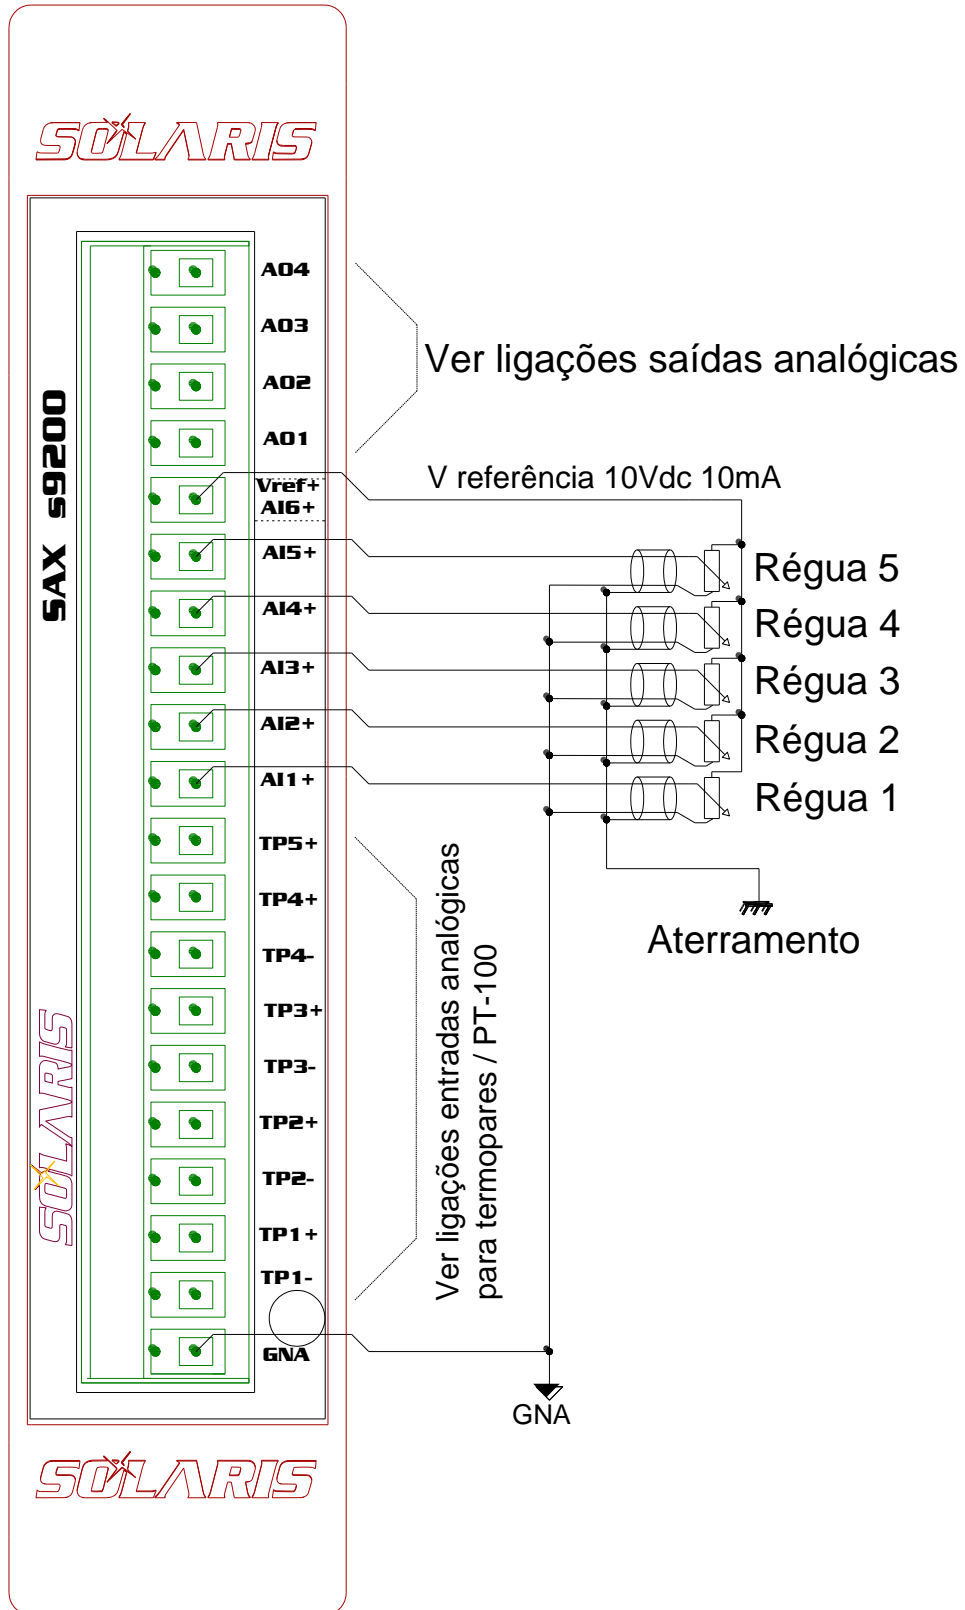 SOLARIS
AO4
AO3
Ver ligações saídas analógicas
AO2
AO1
SAX s9200
V referência 10Vdc 10mA
Vref+
AI6+
AI5+
Régua 5
AI4+
Régua 4
AI3+
Régua 3
AI2+
Régua 2
AI1+
Régua 1
TP5+
TP4+
Aterramento
TP4-
TP3+
TP3-
TP2+
TP2-
TP1+
TP1-
Ver ligações entradas analógicas
para termopares / PT-100
SOLARIS
GNA
GNA
SOLARIS